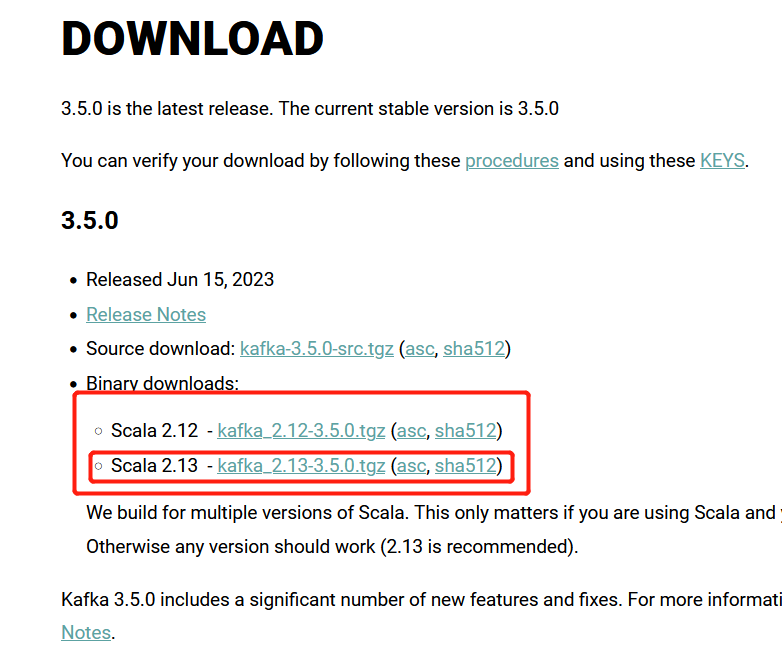 DOWNLOAD
3.5.0 is the latest release. The current stable version is 3.5.0
You can verify your download by following these procedures and using these KEYS.
3.5.0
• Released Jun 15, 2023
• Release Notes
• Source download: kafka-3.5.0-src.tgz (asc, sha512)
• Binary downloads:
○ Scala 2.12 - kafka_2.12-3.5.0.tgz (asc, sha512)
○ Scala 2.13 - kafka_2.13-3.5.0.tgz (asc, sha512)
We build for multiple versions of Scala. This only matters if you are using Scala and
Otherwise any version should work (2.13 is recommended).
Kafka 3.5.0 includes a significant number of new features and fixes. For more
Notes.